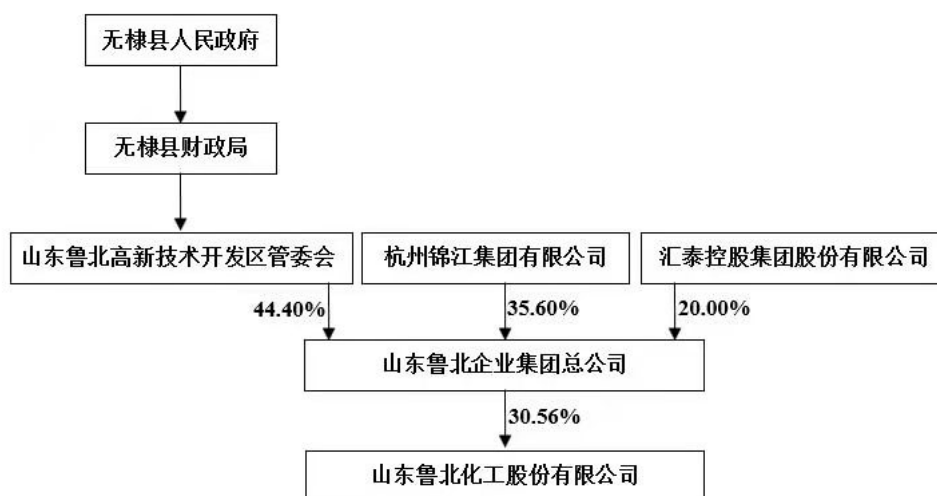 无棣县人民政府
无棣县财政局
山东鲁北高新技术开发区管委会
杭州锦江集团有限公司
汇泰控股集团股份有限公司
44.40%
35.60%
20.00%
山东鲁北企业集团总公司
30.56%
山东鲁北化工股份有限公司